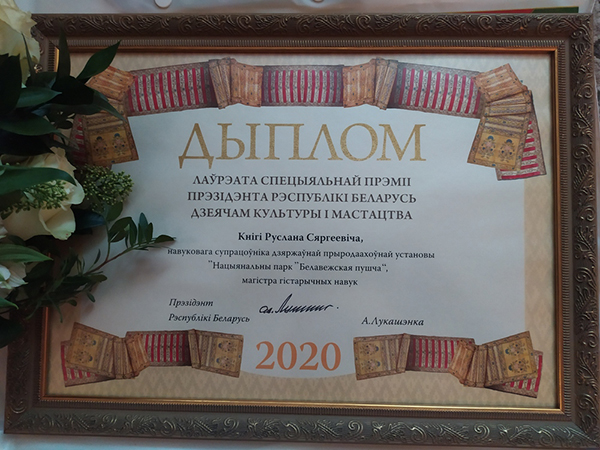 ДЫПЛОМ
ЛАЎРЭАТА СПЕЦЫЯЛЬНАЙ ПРЭМІІ
ПРЭЗІДЭНТА РЭСПУБЛІКІ БЕЛАРУСЬ
ДЗЕЯЧАМ КУЛЬТУРЫ І МАСТАЦТВА
Кнігі Руслана Сяргеевіча,
навуковага супрацоўніка дзяржаўнай прыродаахоўнай установы
"Нацыянальны парк "Белавежская пушча",
магістра гістарычных навук
Прэзідэнт
Рэспублікі Беларусь
А.Лукашэнка
2020